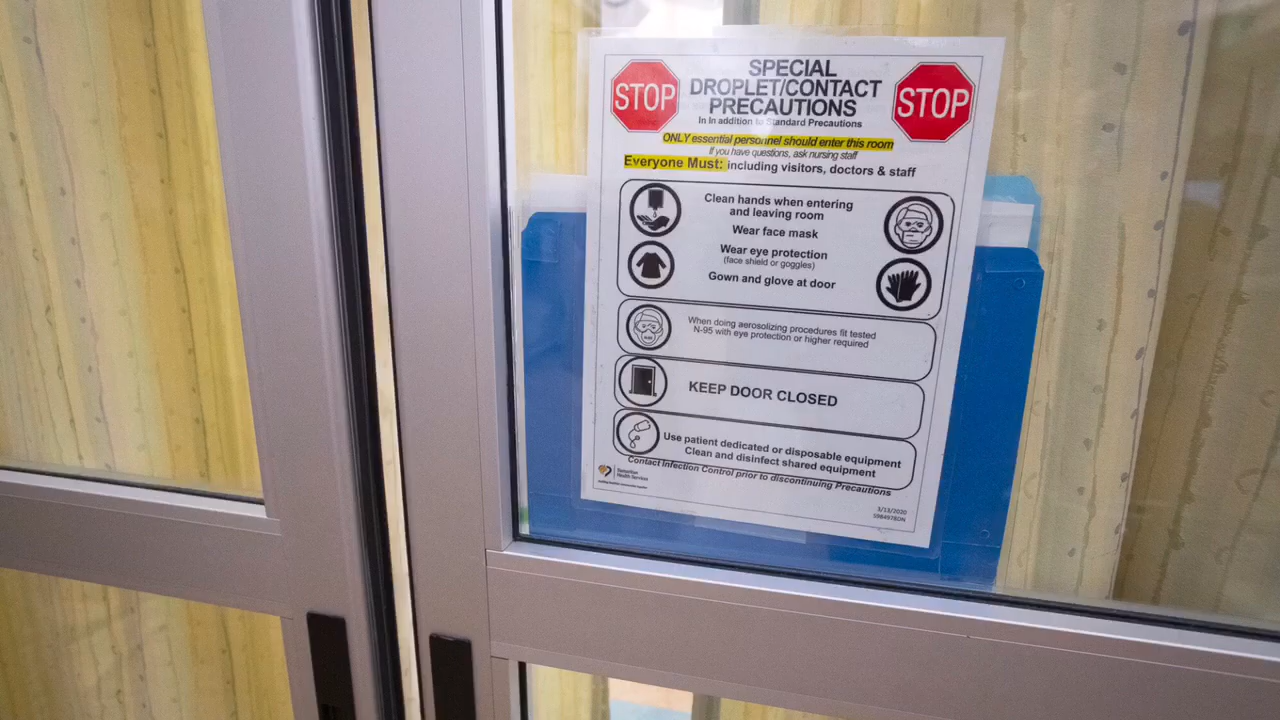 STOP
SPECIAL
DROPLET/CONTACT
PRECAUTIONS
STOP
In In addition to Standard Precautions
ONLY essential personnel should enter this room
If you have questions, ask nursing staff
Everyone Must: including visitors, doctors & staff
Clean hands when entering
and leaving room
Wear face mask
Wear eye protection
(face shield or goggles)
Gown and glove at door
When doing aerosolizing procedures fit tested
N-95 with eye protection or higher required
KEEP DOOR CLOSED
Use patient dedicated or disposable equipment
Clean and disinfect shared equipment
Contact Infection Control prior to discontinuing Precautions
Samaritan
Health Services
3/13/2020